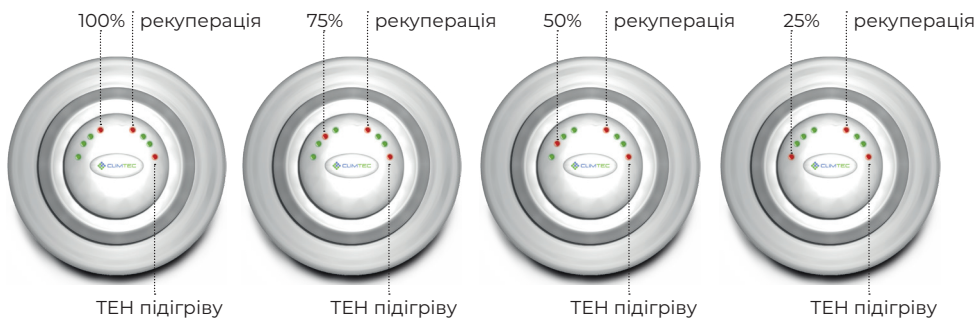 100% рекуперація 75% рекуперація 50% рекуперація 25% рекуперація
CLIMTEC CLIMTEC CLIMTEC CLIMTEC
ТЕН підігріву ТЕН підігріву ТЕН підігріву ТЕН підігріву